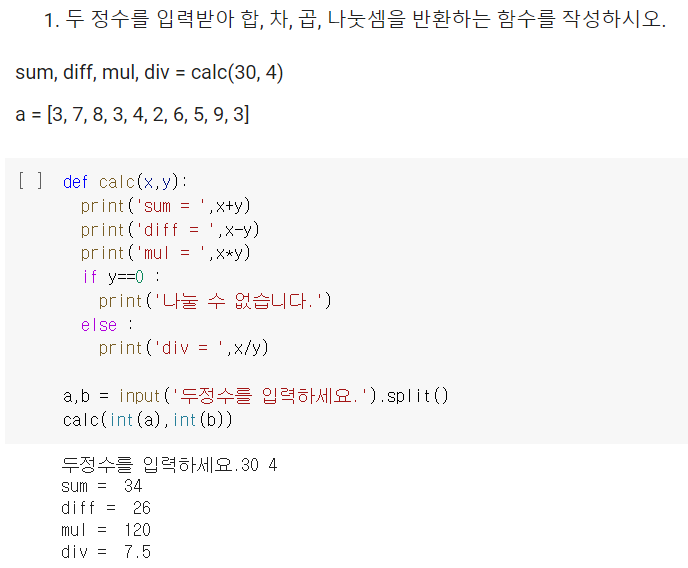 1. 두 정수를 입력받아 합, 차, 곱, 나눗셈을 반환하는 함수를 작성하시오.
sum, diff, mul, div = calc(30, 4)
a = [3, 7, 8, 3, 4, 2, 6, 5, 9, 3]
[ ] def calc(x,y):
print('sum = ',x+y)
print('diff = ',x-y)
print('mul = ',x*y)
if y==0 :
print('나눌 수 없습니다.')
else :
print('div = ',x/y)
a,b = input('두정수를 입력하세요.').split()
calc(int(a),int(b))
두정수를 입력하세요.30 4
sum =  34
diff =  26
mul =  120
div =  7.5